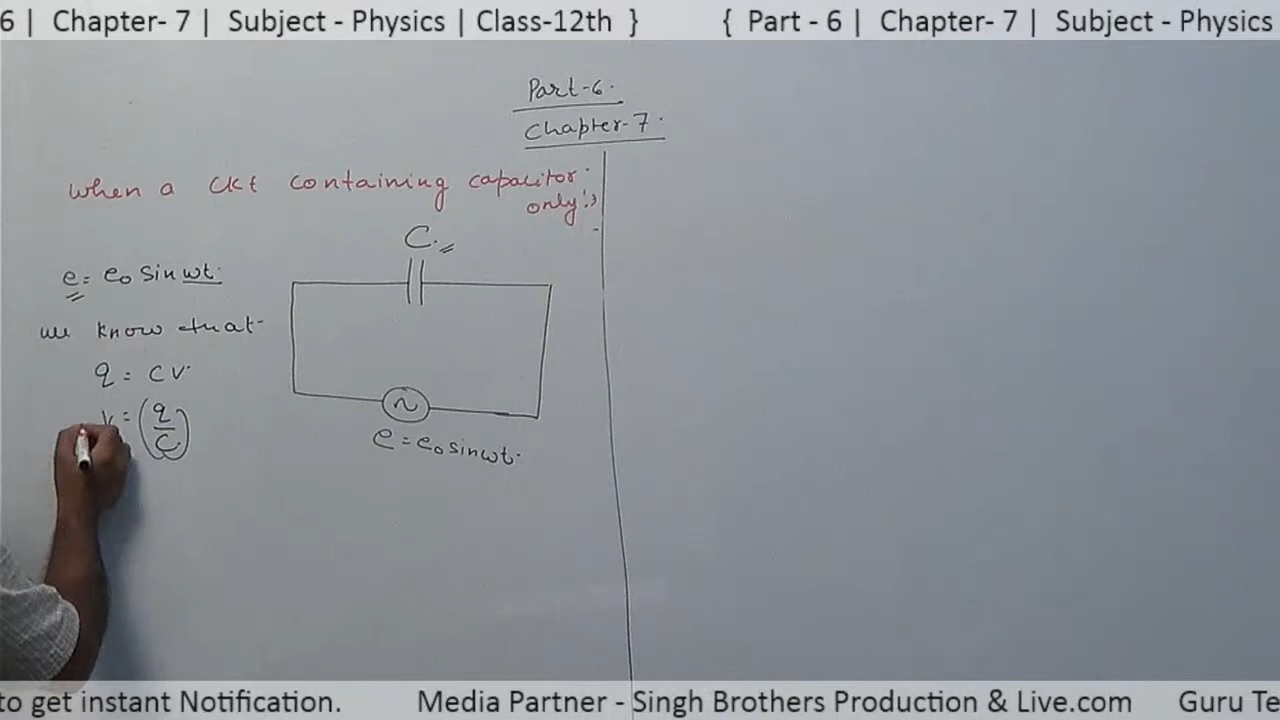 6 | Chapter- 7 | Subject - Physics | Class-12th } { Part - 6 | Chapter- 7 | Subject - Physics
Part-6.
Chapter-7.
When a Ckt containing capacitor
only:→
C
e = e₀ sin ωt.
we know that-
q = CV.
V = (q/C)
e = e₀ sinωt.
to get instant Notification. Media Partner - Singh Brothers Production & Live.com Guru Te